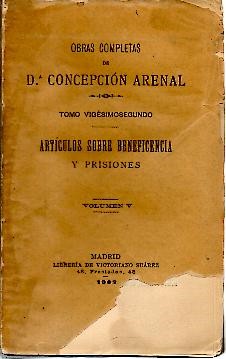 OBRAS COMPLETAS
DE
D.ª CONCEPCIÓN ARENAL
TOMO VIGÉSIMOSEGUNDO
ARTÍCULOS SOBRE BENEFICENCIA
Y PRISIONES
VOLUMEN V
MADRID
LIBRERÍA DE VICTORIANO SUÁREZ
48, Preciados, 48